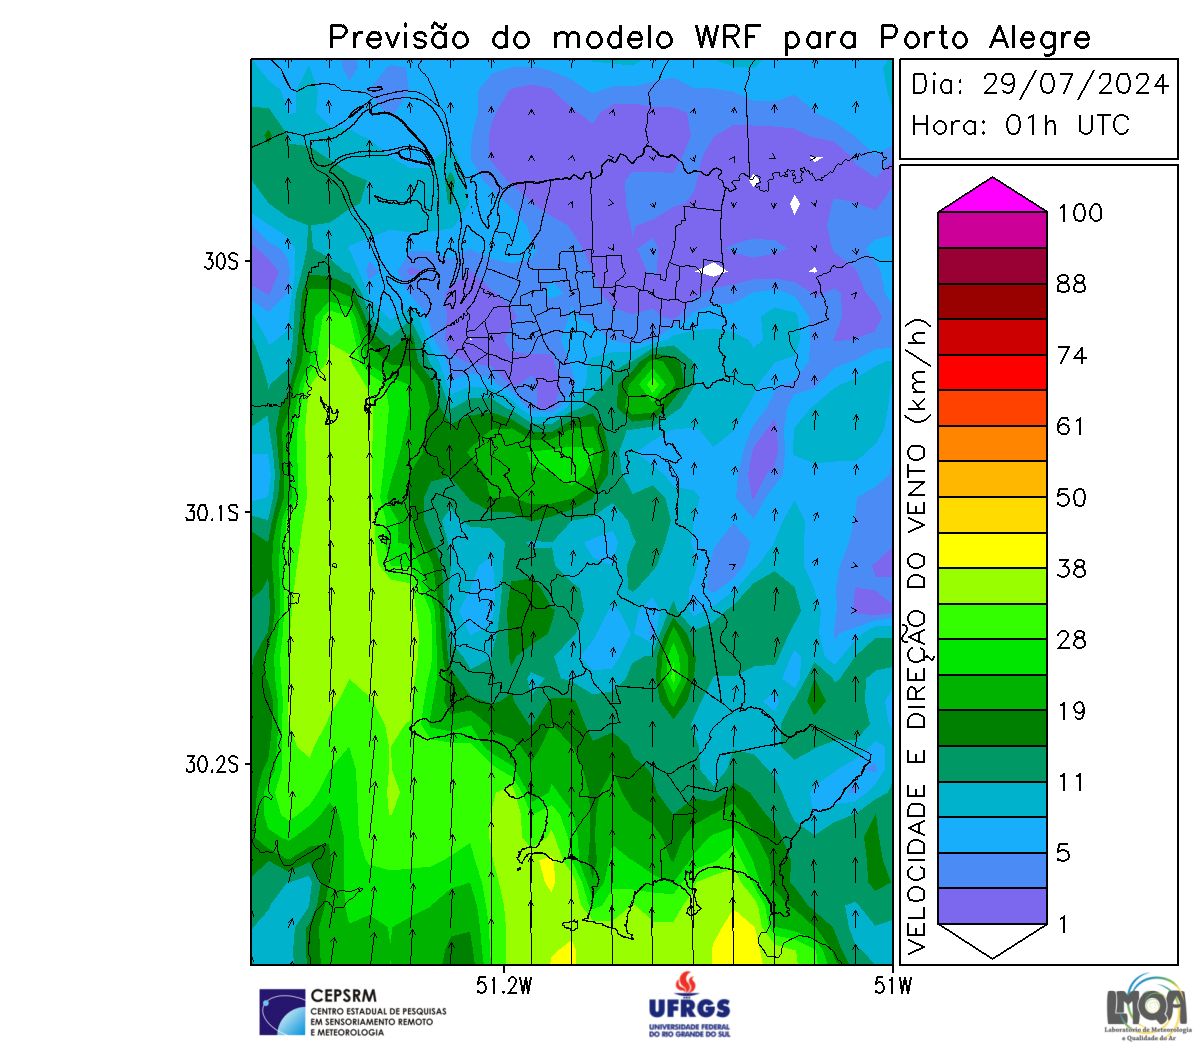 Previsão do modelo WRF para Porto Alegre
Dia: 29/07/2024
Hora: 01h UTC
30S
30.1S
30.2S
51.2W
51W
VELOCIDADE E DIREÇÃO DO VENTO (km/h)
100
88
74
61
50
38
28
19
11
5
1
CEPSRM
CENTRO ESTADUAL DE PESQUISAS
EM SENSORIAMENTO REMOTO
E METEOROLOGIA
UFRGS
UNIVERSIDADE FEDERAL
DO RIO GRANDE DO SUL
LMQA
Laboratório de Meteorologia
e Qualidade do Ar